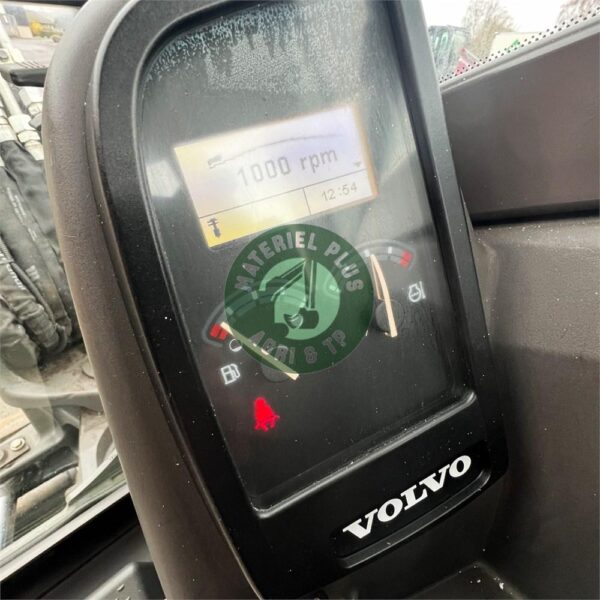 1000 rpm
12:54
MATERIEL PLUS
AGRI & TP
VOLVO